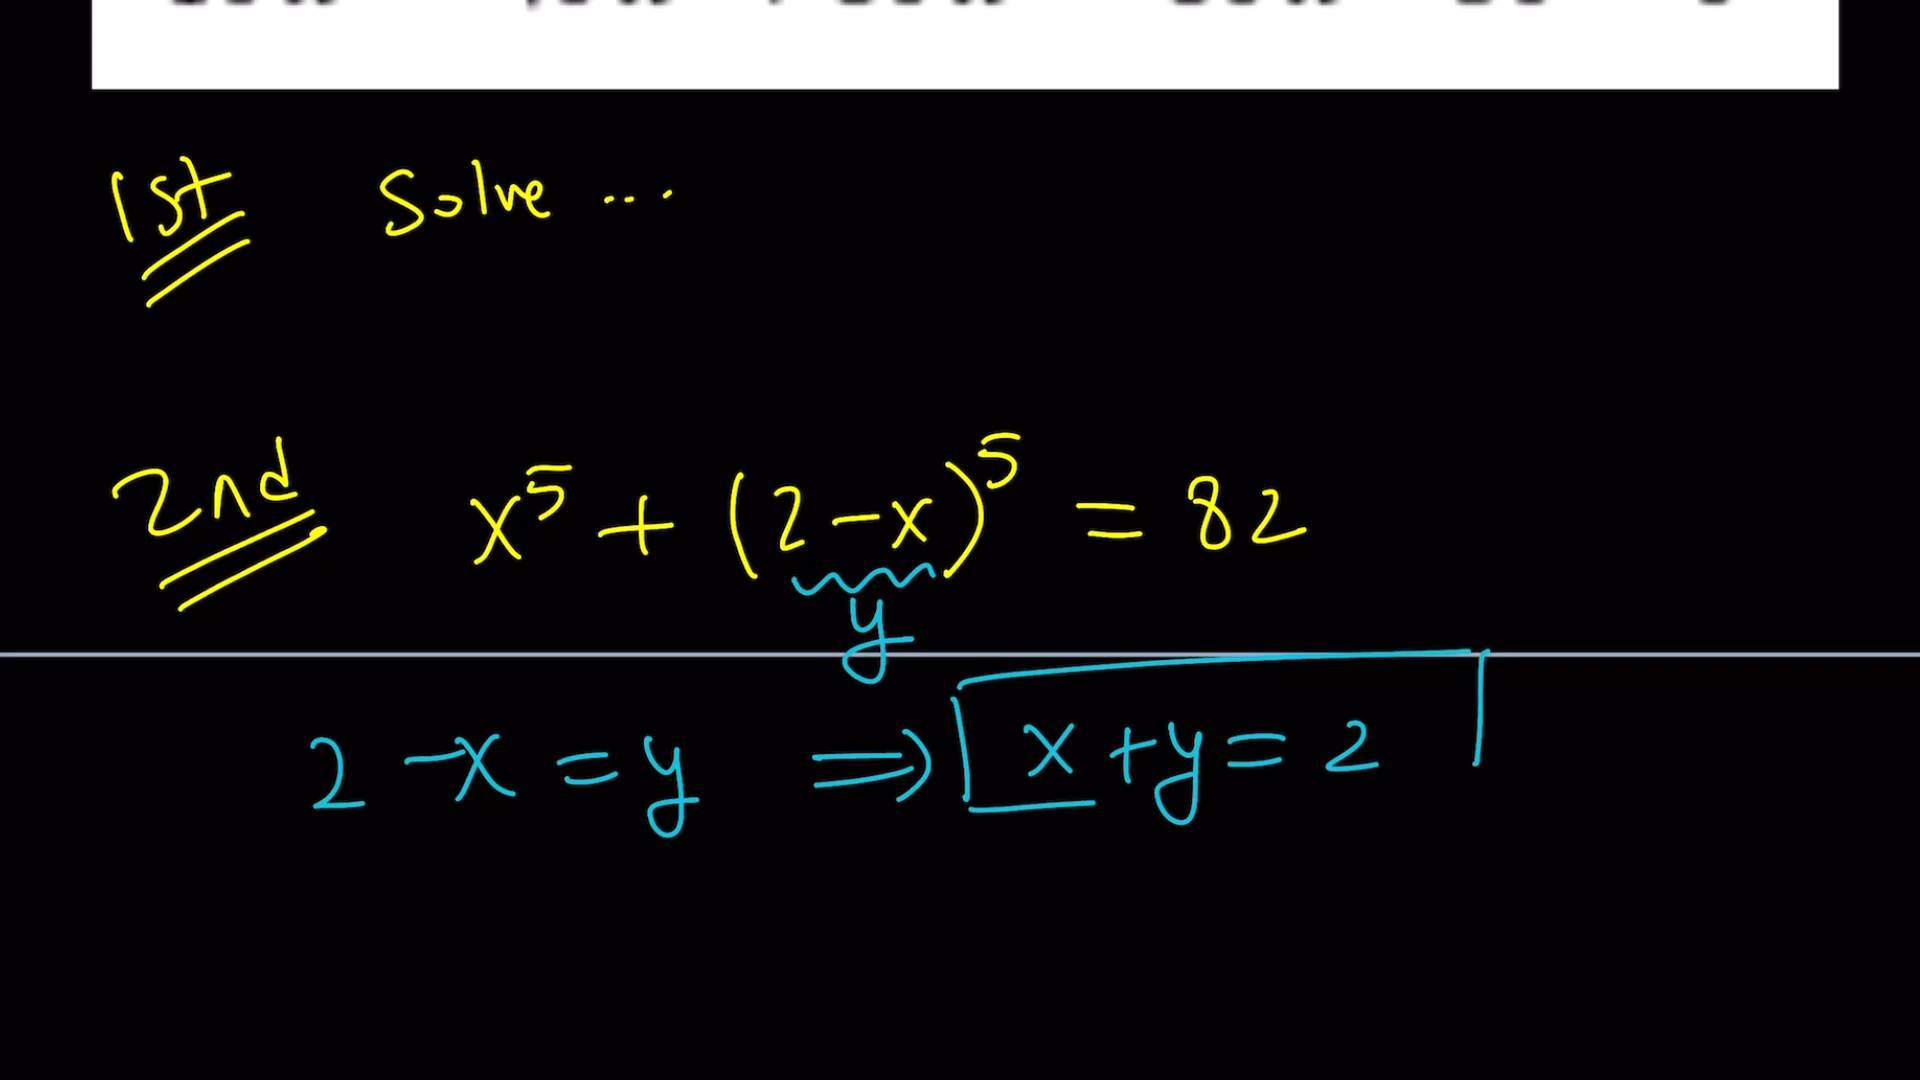 1st Solve ...
2nd x⁵ + (2-x)⁵ = 82
y
2 - x = y ⇒ x + y = 2